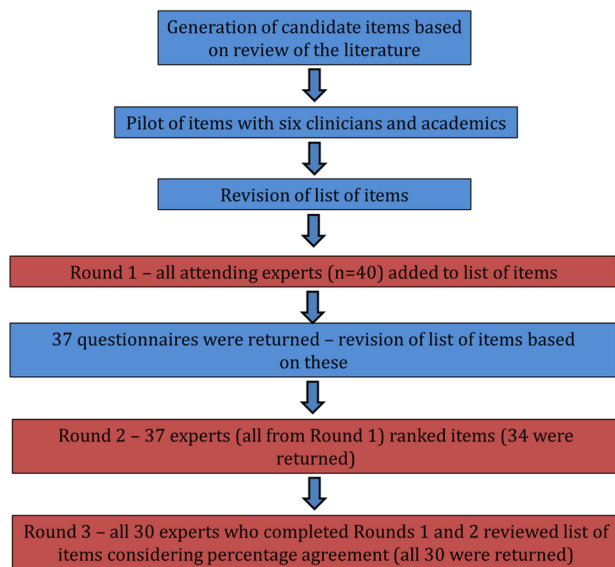 Generation of candidate items based
on review of the literature
Pilot of items with six clinicians and academics
Revision of list of items
Round 1 – all attending experts (n=40) added to list of items
37 questionnaires were returned – revision of list of items based
on these
Round 2 – 37 experts (all from Round 1) ranked items (34 were
returned)
Round 3 – all 30 experts who completed Rounds 1 and 2 reviewed list
of items considering percentage agreement (all 30 were returned)